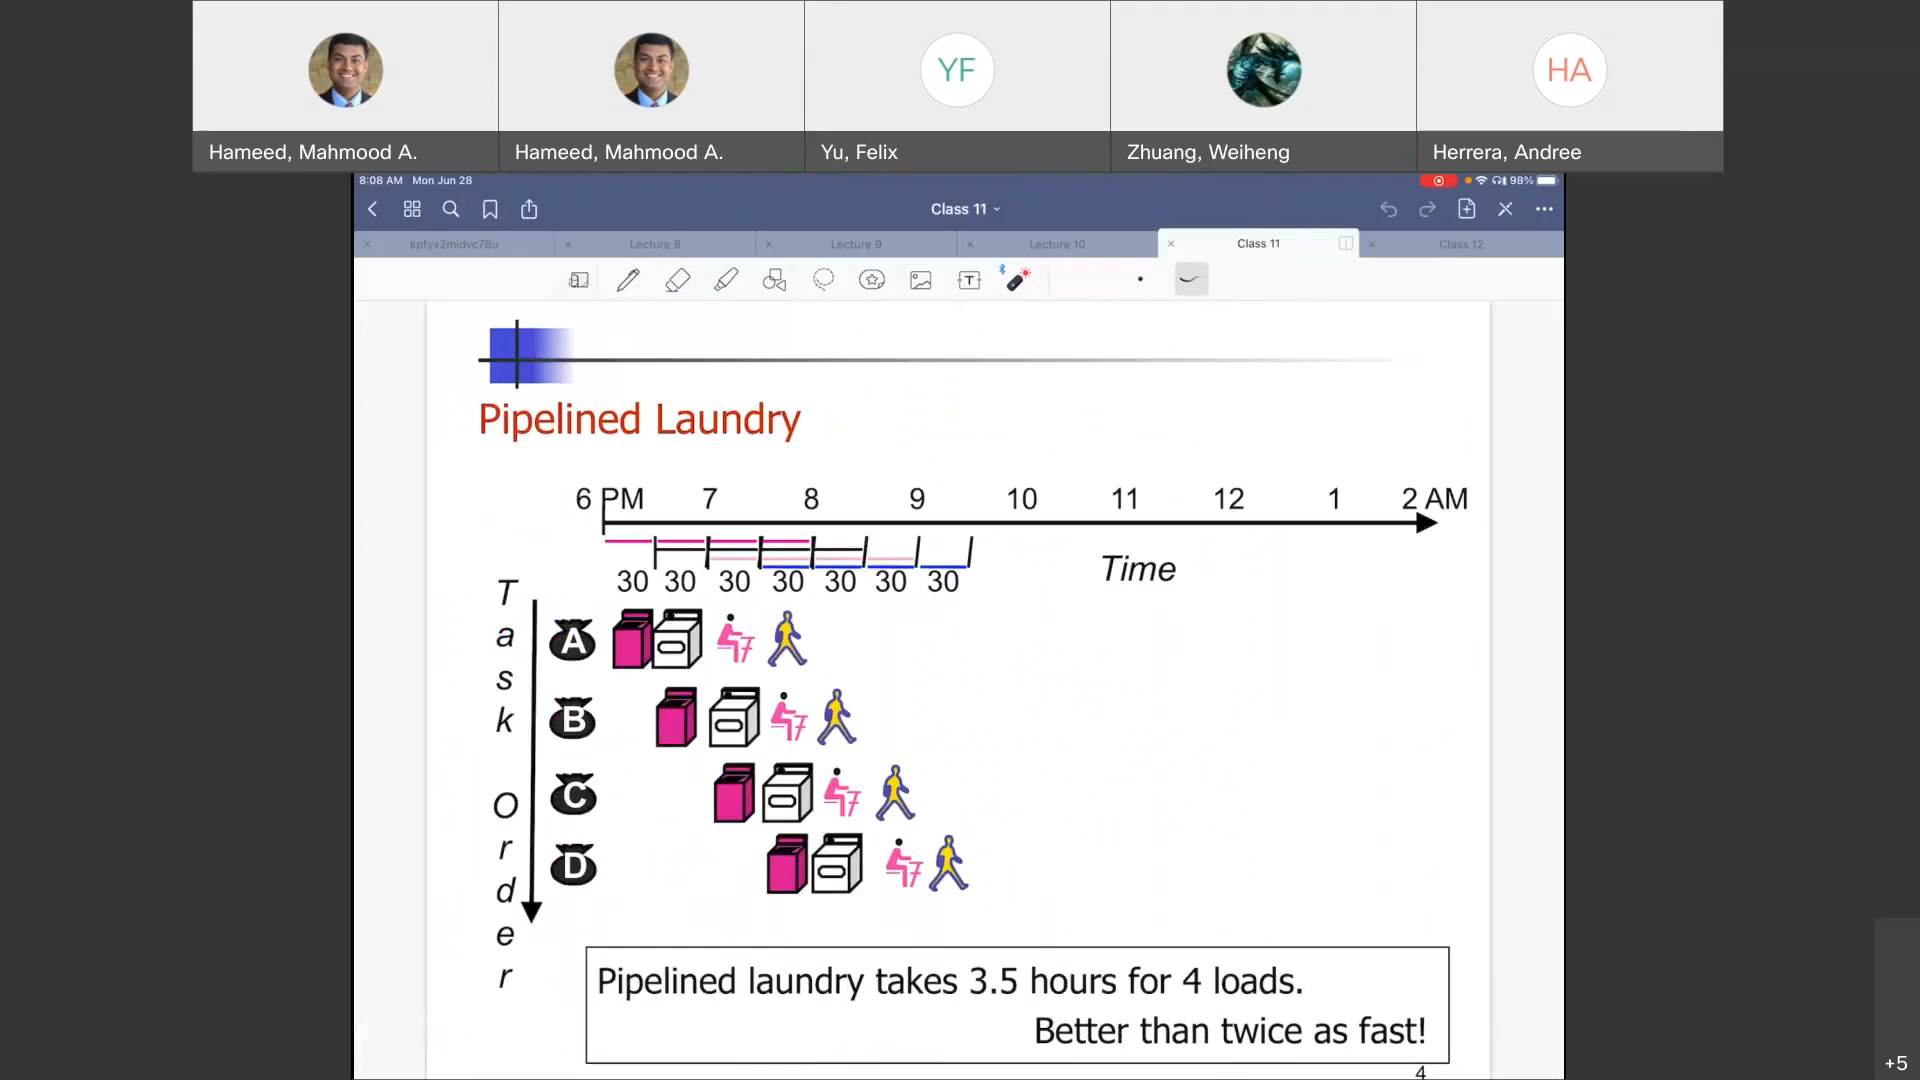 YF
HA
Hameed, Mahmood A.
Hameed, Mahmood A.
Yu, Felix
Zhuang, Weiheng
Herrera, Andree
8:08 AM Mon Jun 28
98%
Class 11
kpfyx2midvc78u
Lecture 8
Lecture 9
Lecture 10
Class 11
Class 12
T
Pipelined Laundry
6 PM 7 8 9 10 11 12 1 2 AM
Time
30 30 30 30 30 30 30
Task Order
A
B
C
D
Pipelined laundry takes 3.5 hours for 4 loads.
Better than twice as fast!
4
+5